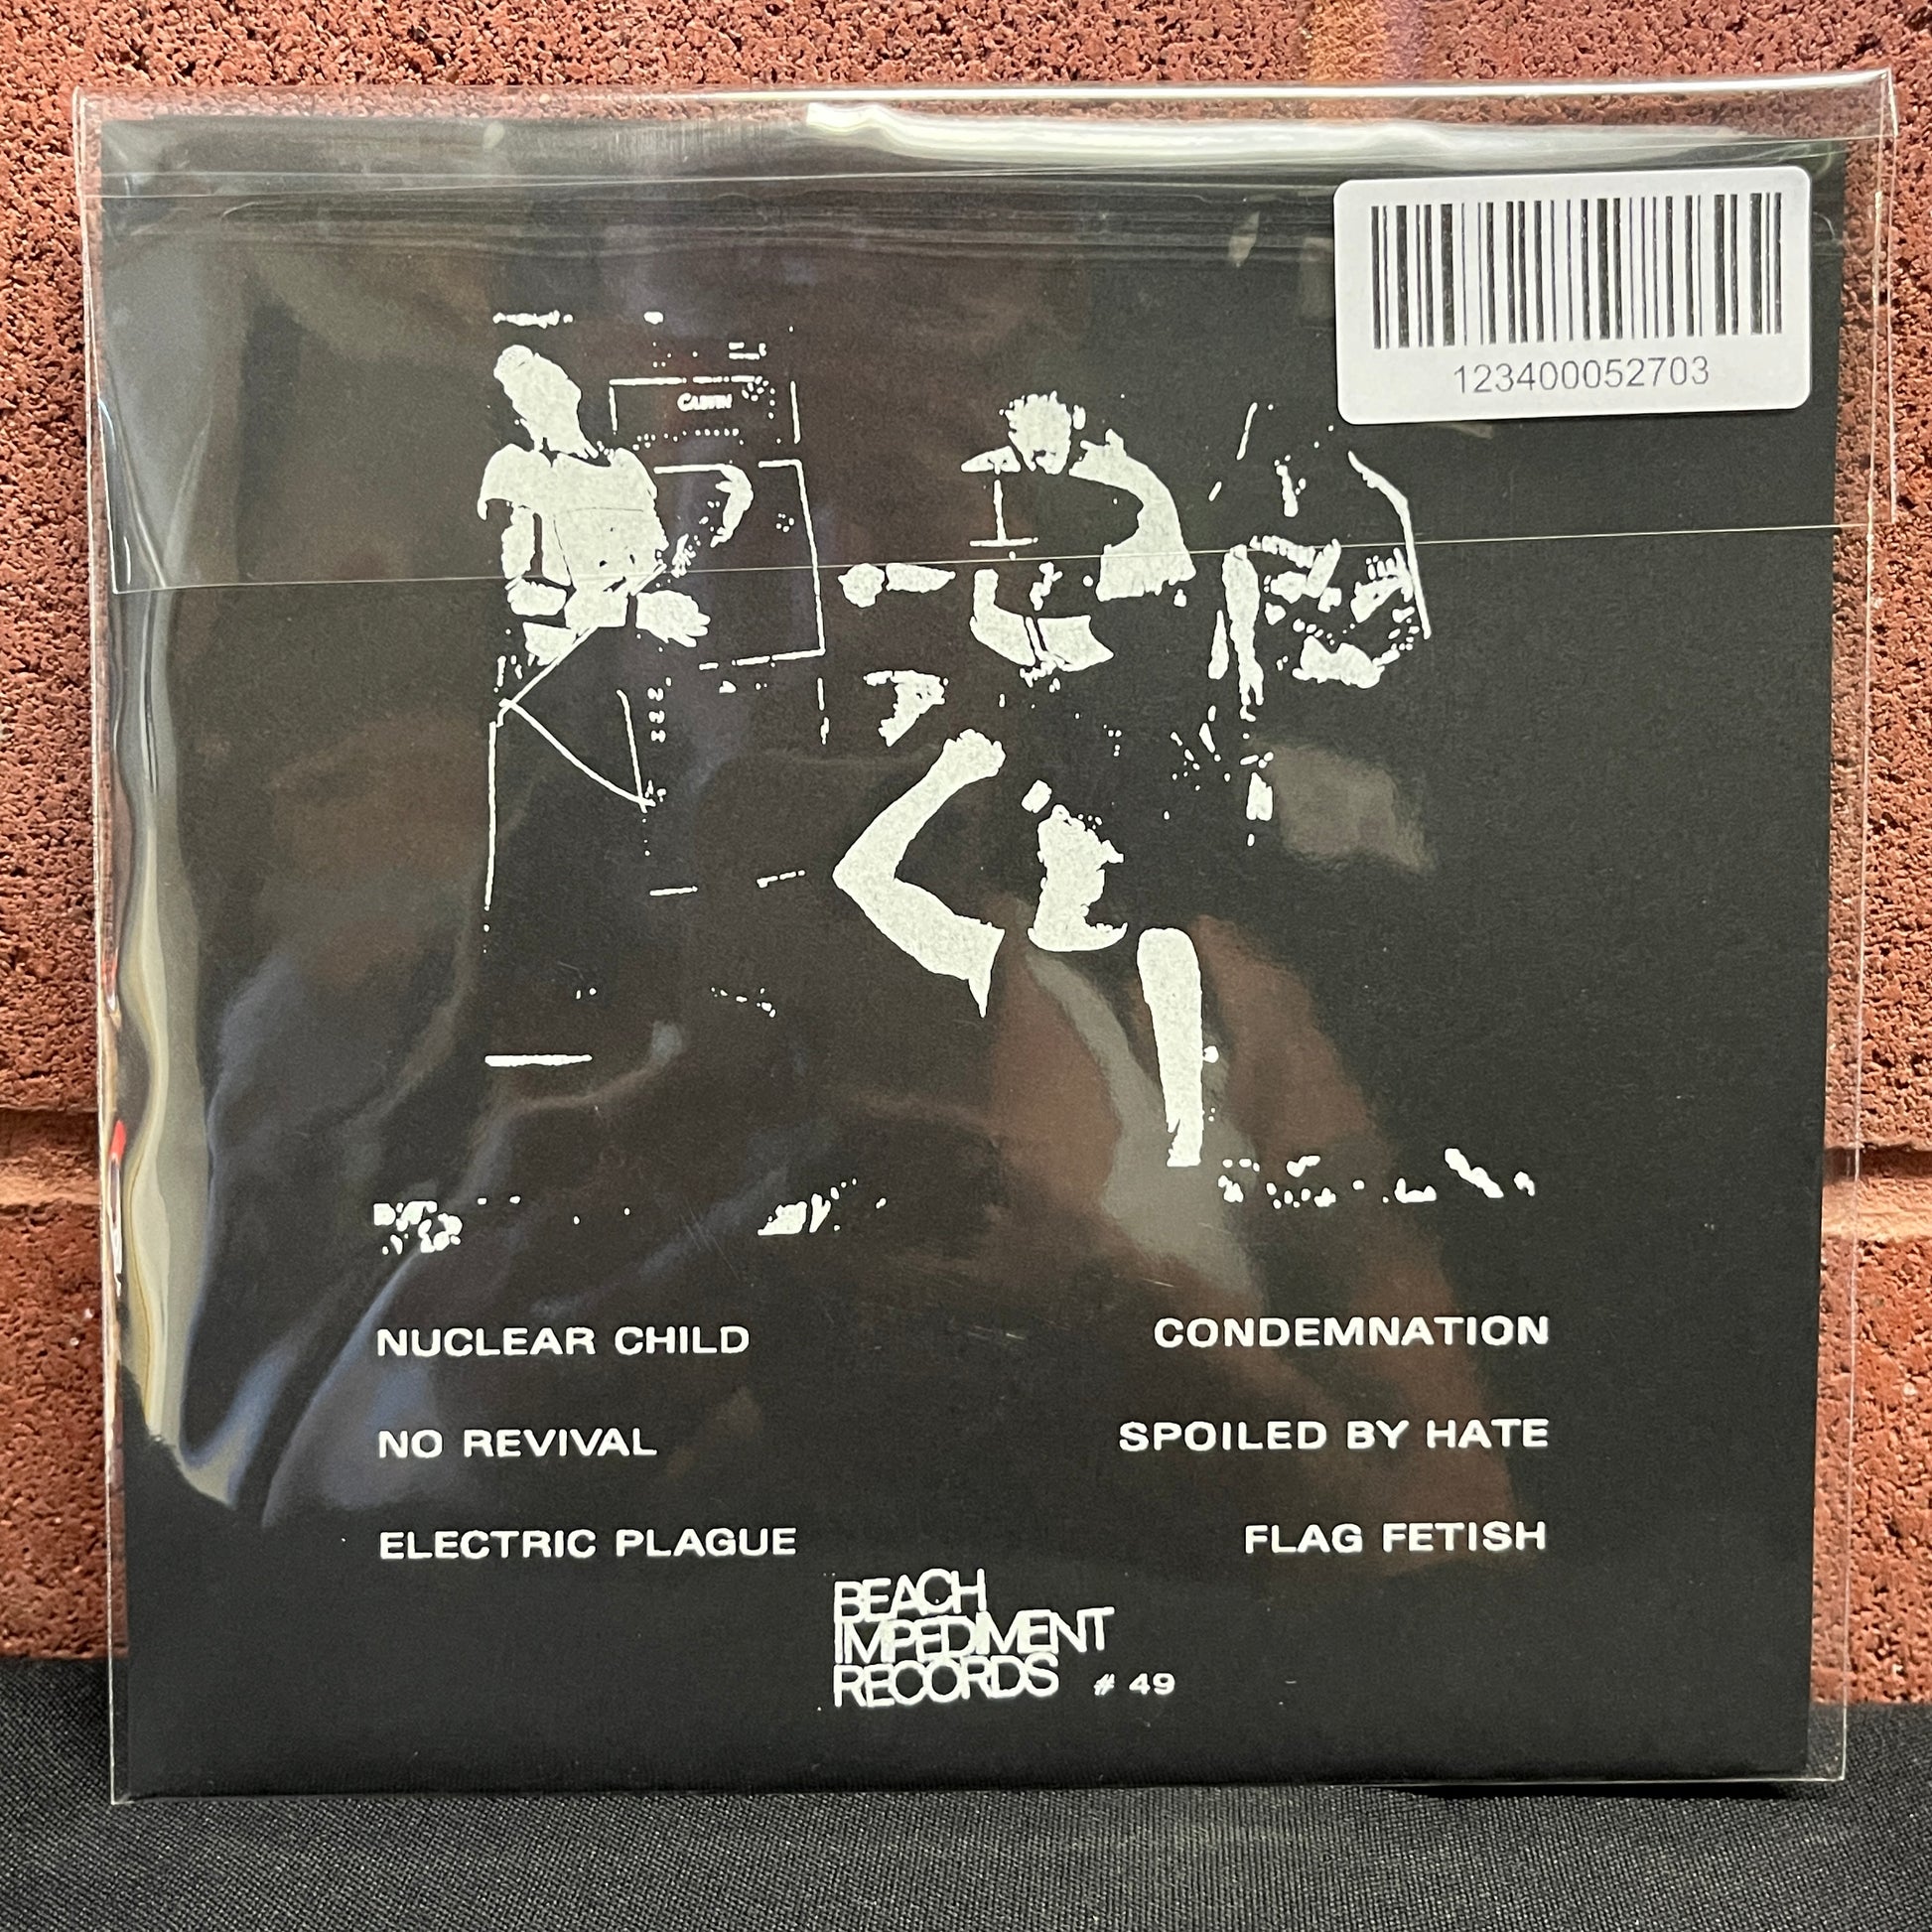 123400052703
NUCLEAR CHILD
NO REVIVAL
ELECTRIC PLAGUE
CONDEMNATION
SPOILED BY HATE
FLAG FETISH
BEACH
IMPEDIMENT
RECORDS # 49